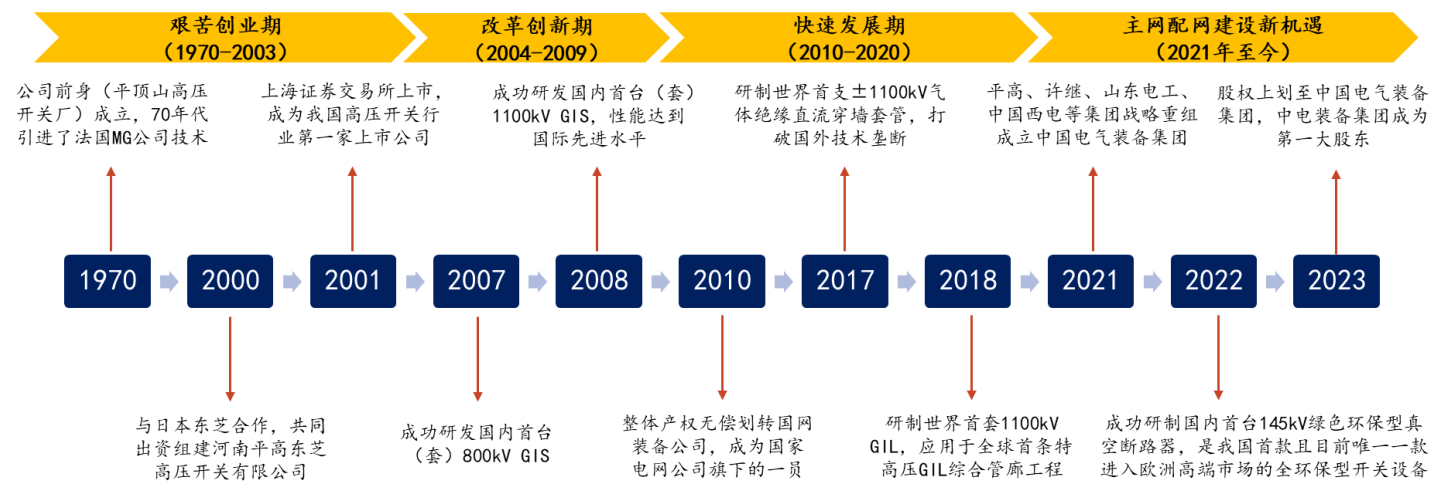 艰苦创业期
（1970-2003）
改革创新期
（2004-2009）
快速发展期
（2010-2020）
主网配网建设新机遇
（2021年至今）
公司前身（平顶山高压
开关厂）成立，70年代
引进了法国MG公司技术
上海证券交易所上市，
成为我国高压开关行
业第一家上市公司
成功研发国内首台（套）
1100kV GIS，性能达到
国际先进水平
研制世界首支±1100kV气
体绝缘直流穿墙套管，打
破国外技术垄断
平高、许继、山东电工、
中国西电等集团战略重组
成立中国电气装备集团
股权上划至中国电气装备
集团，中电装备集团成为
第一大股东
1970
2000
2001
2007
2008
2010
2017
2018
2021
2022
2023
与日本东芝合作，共同
出资组建河南平高东芝
高压开关有限公司
成功研发国内首台
（套）800kV GIS
整体产权无偿划转国网
装备公司，成为国家
电网公司旗下的一员
研制世界首套1100kV
GIL，应用于全球首条特
高压GIL综合管廊工程
成功研制国内首台145kV绿色环保型真
空断路器，是我国首款且目前唯一一款
进入欧洲高端市场的全环保型开关设备